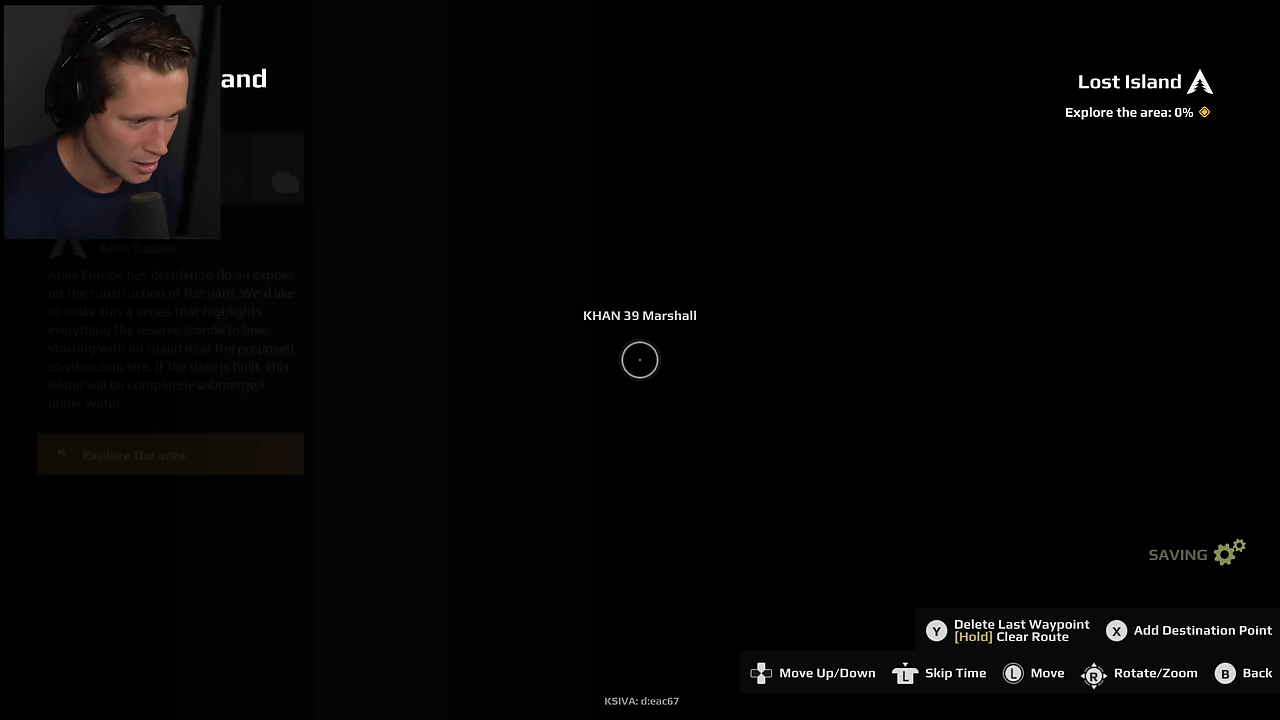 and
Lost Island
Explore the area: 0%
Apex Europe has decided to do an expose
on the construction of the dam. We'd like
to make this a series that highlights
everything the reserve stands to lose,
starting with an island near the proposed
construction site. If the dam is built, this
island will be completely submerged
under water.
Explore the area
KHAN 39 Marshall
SAVING
Y Delete Last Waypoint
[Hold] Clear Route
X Add Destination Point
Move Up/Down
L Skip Time
L Move
R Rotate/Zoom
B Back
KSIVA: d:eac67